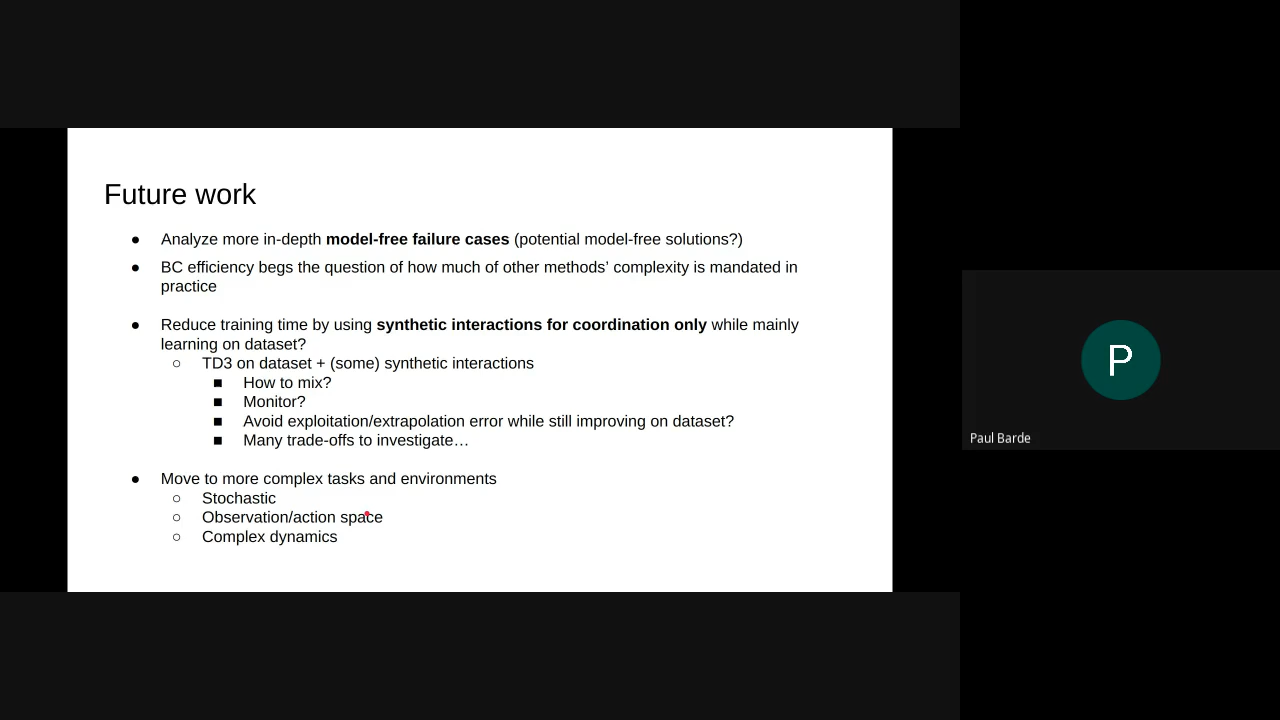 Future work
● Analyze more in-depth model-free failure cases (potential model-free solutions?)
● BC efficiency begs the question of how much of other methods’ complexity is mandated in
practice
● Reduce training time by using synthetic interactions for coordination only while mainly
learning on dataset?
○ TD3 on dataset + (some) synthetic interactions
■ How to mix?
■ Monitor?
■ Avoid exploitation/extrapolation error while still improving on dataset?
■ Many trade-offs to investigate…
● Move to more complex tasks and environments
○ Stochastic
○ Observation/action space
○ Complex dynamics
P
Paul Barde